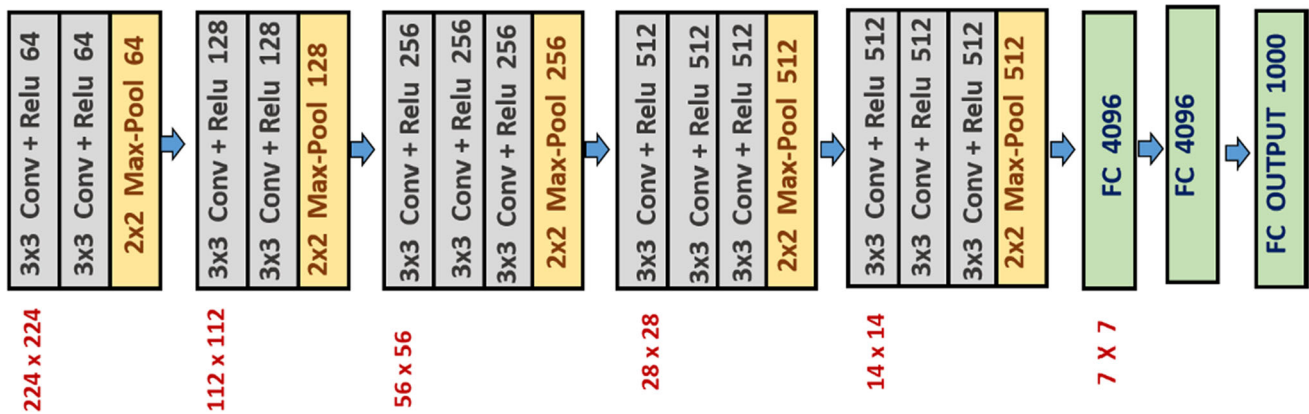 3x3 Conv + Relu 64
3x3 Conv + Relu 64
2x2 Max-Pool 64
224 x 224
3x3 Conv + Relu 128
3x3 Conv + Relu 128
2x2 Max-Pool 128
112 x 112
3x3 Conv + Relu 256
3x3 Conv + Relu 256
3x3 Conv + Relu 256
2x2 Max-Pool 256
56 x 56
3x3 Conv + Relu 512
3x3 Conv + Relu 512
3x3 Conv + Relu 512
2x2 Max-Pool 512
28 x 28
3x3 Conv + Relu 512
3x3 Conv + Relu 512
3x3 Conv + Relu 512
2x2 Max-Pool 512
14 x 14
FC 4096
7 X 7
FC 4096
FC OUTPUT 1000